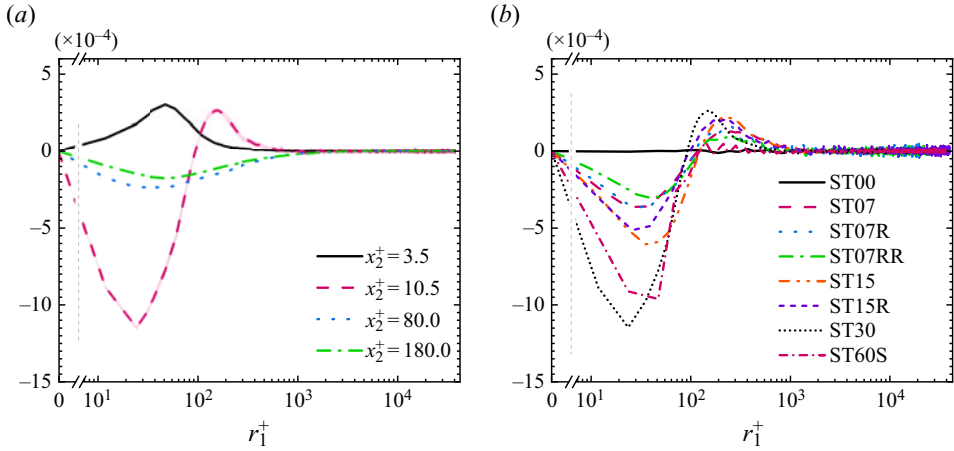 (a)
(×10⁻⁴)
5
0
−5
−10
−15
0 10¹ 10² 10³ 10⁴
r₁⁺
x₂⁺ = 3.5
x₂⁺ = 10.5
x₂⁺ = 80.0
x₂⁺ = 180.0
(b)
(×10⁻⁴)
5
0
−5
−10
−15
0 10¹ 10² 10³ 10⁴
r₁⁺
ST00
ST07
ST07R
ST07RR
ST15
ST15R
ST30
ST60S